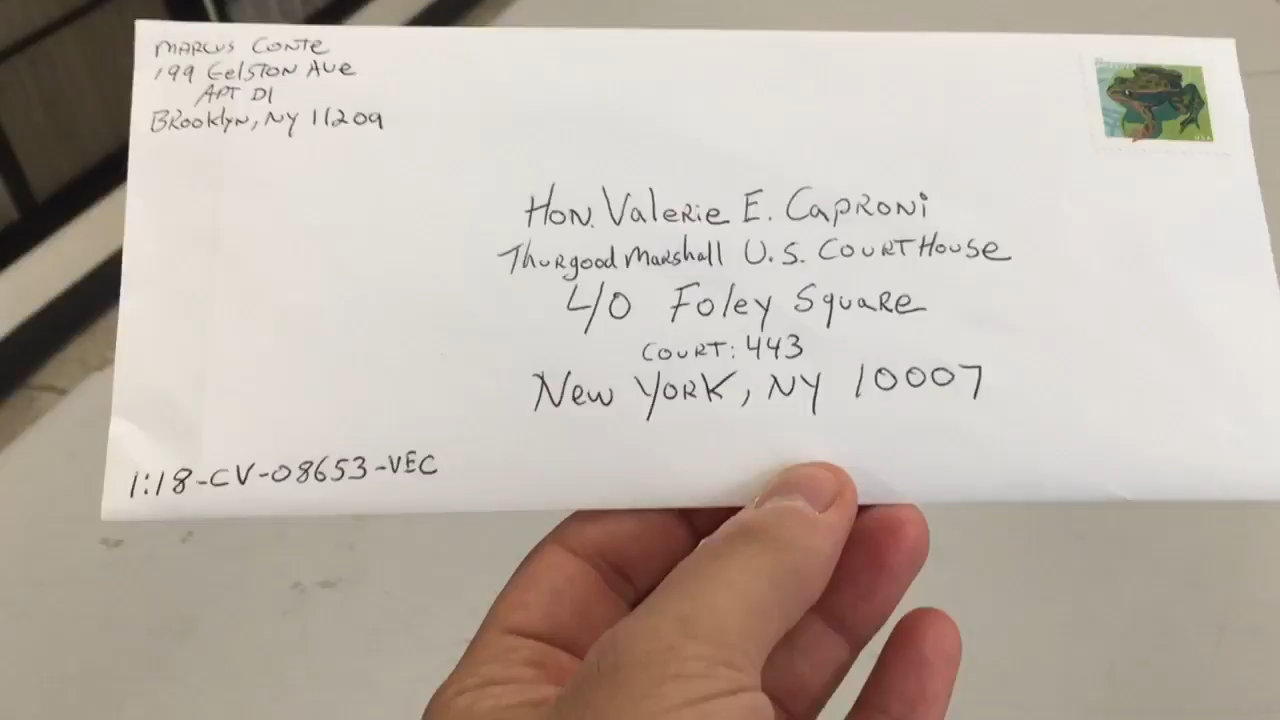 Marcus Conte
199 Gelston Ave
Apt D1
Brooklyn, NY 11209
Hon. Valerie E. Caproni
Thurgood Marshall U.S. CourtHouse
40 Foley Square
Court: 443
New York, NY 10007
1:18-CV-08653-VEC
USA